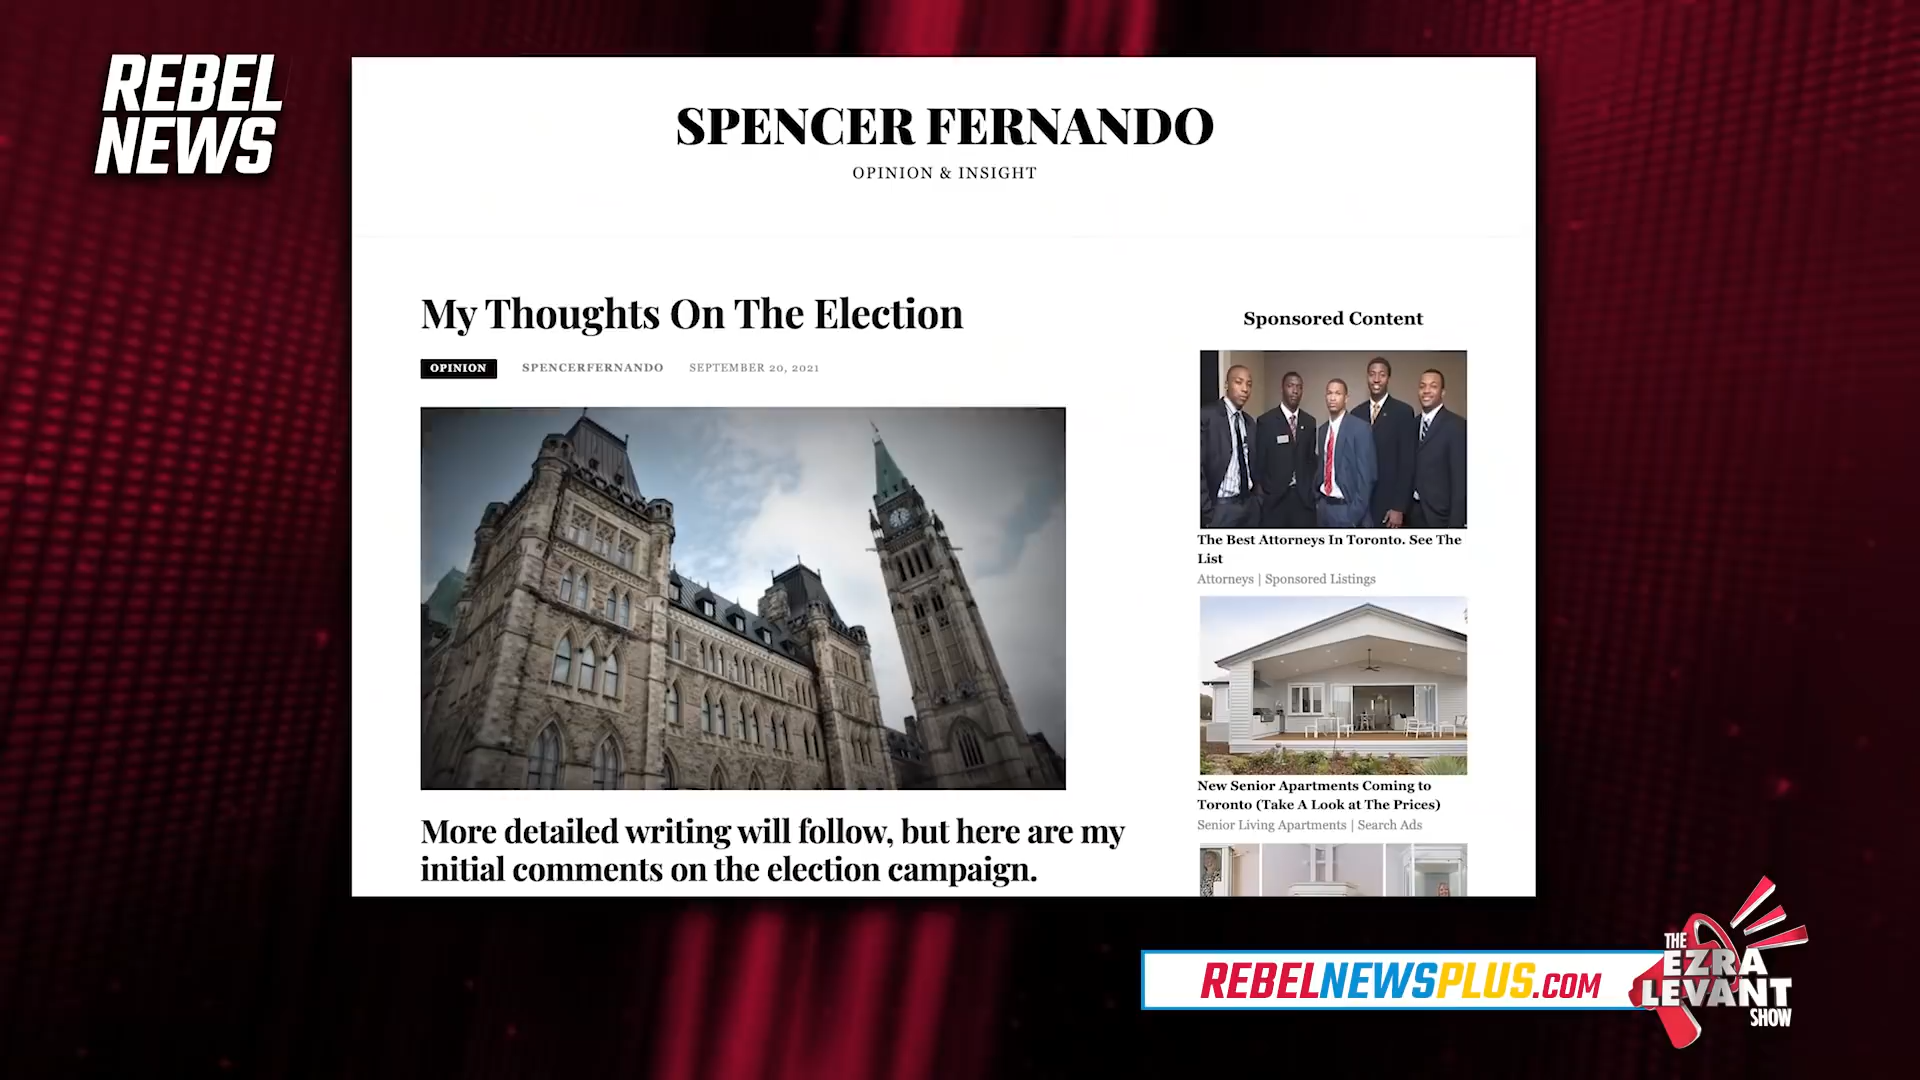 REBEL
NEWS
SPENCER FERNANDO
OPINION & INSIGHT
My Thoughts On The Election
OPINION SPENCERFERNANDO SEPTEMBER 20, 2021
More detailed writing will follow, but here are my
initial comments on the election campaign.
Sponsored Content
The Best Attorneys In Toronto. See The
List
Attorneys | Sponsored Listings
New Senior Apartments Coming to
Toronto (Take A Look at The Prices)
Senior Living Apartments | Search Ads
REBELNEWSPLUS.COM
THE
EZRA
LEVANT
SHOW